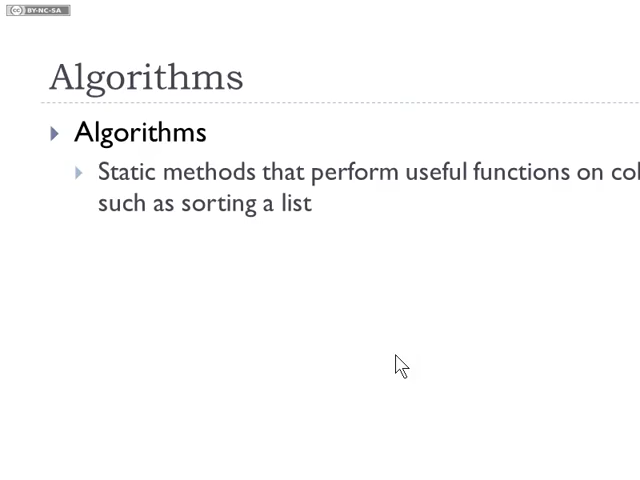 BY-NC-SA
Algorithms
Algorithms
Static methods that perform useful functions on
such as sorting a list